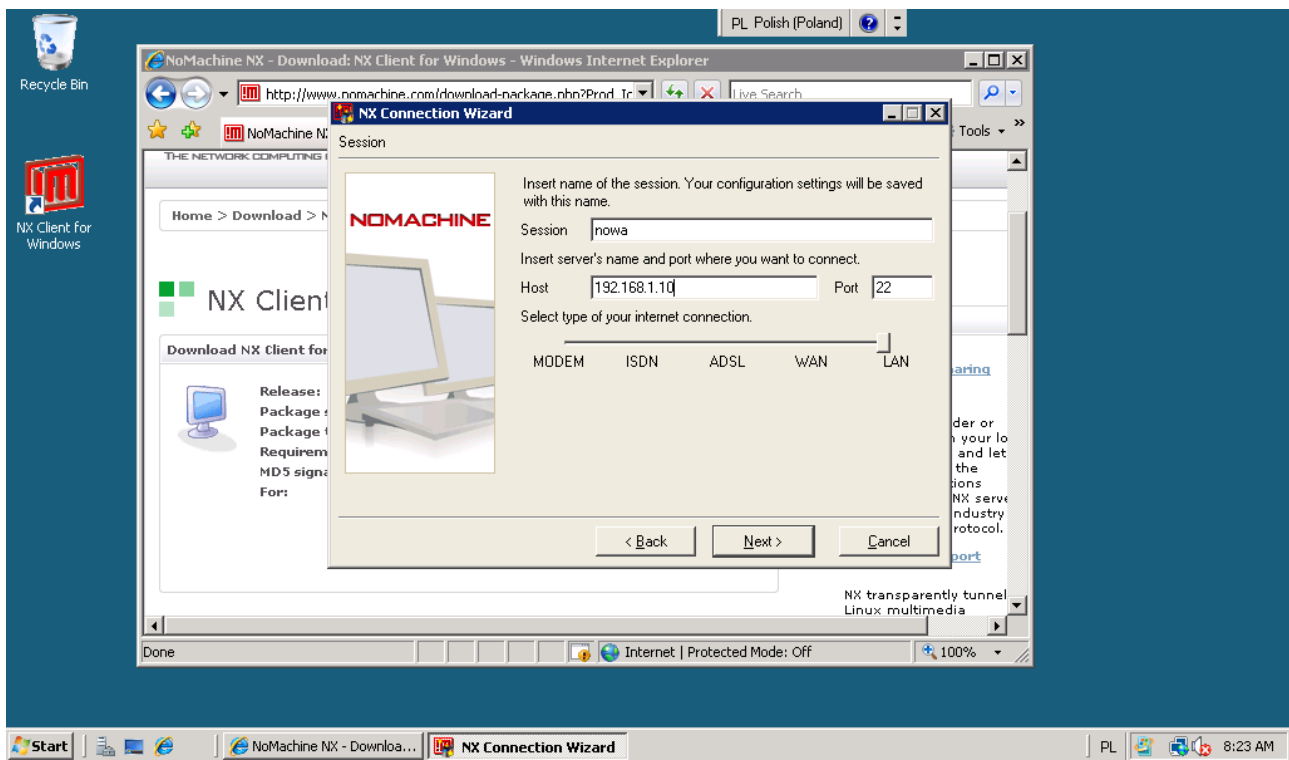 PL Polish (Poland)
Recycle Bin
NX Client for
Windows
NoMachine NX - Download: NX Client for Windows - Windows Internet Explorer
http://www.nomachine.com/download-package.php?Prod_Ic
Live Search
NoMachine N
Tools
THE NETWORK COMPUTING
Home > Download > N
NX Client
Download NX Client for
Release:
Package s
Package t
Requirem
MD5 signa
For:
NX Connection Wizard
Session
NOMACHINE
Insert name of the session. Your configuration settings will be saved
with this name.
Session nowa
Insert server's name and port where you want to connect.
Host 192.168.1.10 Port 22
Select type of your internet connection.
MODEM ISDN ADSL WAN LAN
< Back Next > Cancel
aring
der or
your lo
and let
the
ions
NX serve
ndustry
rotocol.
port
NX transparently tunnel
Linux multimedia
Done
Internet | Protected Mode: Off
100%
Start
NoMachine NX - Downloa...
NX Connection Wizard
PL
8:23 AM